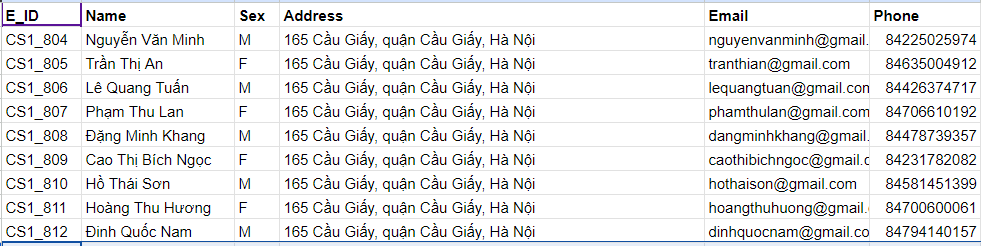 E_ID Name Sex Address Email Phone
CS1_804 Nguyễn Văn Minh M 165 Cầu Giấy, quận Cầu Giấy, Hà Nội nguyenvanminh@gmail. 84225025974
CS1_805 Trần Thị An F 165 Cầu Giấy, quận Cầu Giấy, Hà Nội tranthian@gmail.com 84635004912
CS1_806 Lê Quang Tuấn M 165 Cầu Giấy, quận Cầu Giấy, Hà Nội lequangtuan@gmail.com 84426374717
CS1_807 Phạm Thu Lan F 165 Cầu Giấy, quận Cầu Giấy, Hà Nội phamthulan@gmail.com 84706610192
CS1_808 Đặng Minh Khang M 165 Cầu Giấy, quận Cầu Giấy, Hà Nội dangminhkhang@gmail. 84478739357
CS1_809 Cao Thị Bích Ngọc F 165 Cầu Giấy, quận Cầu Giấy, Hà Nội caothibichngoc@gmail.c 84231782082
CS1_810 Hồ Thái Sơn M 165 Cầu Giấy, quận Cầu Giấy, Hà Nội hothaison@gmail.com 84581451399
CS1_811 Hoàng Thu Hương F 165 Cầu Giấy, quận Cầu Giấy, Hà Nội hoangthuhuong@gmail. 84700600061
CS1_812 Đinh Quốc Nam M 165 Cầu Giấy, quận Cầu Giấy, Hà Nội dinhquocnam@gmail.co 84794140157